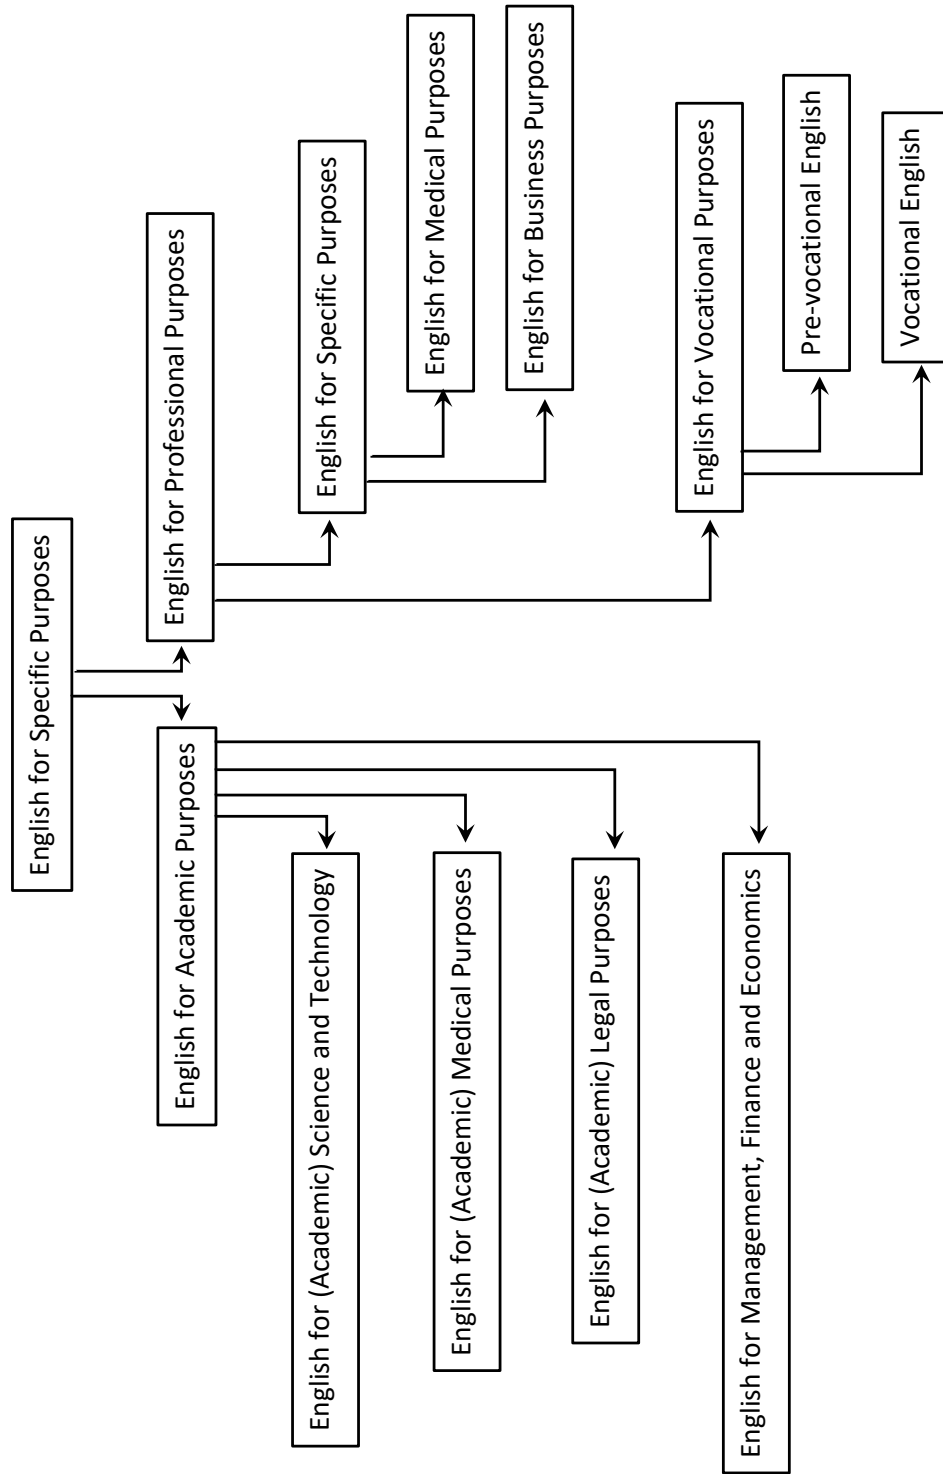 English for Specific Purposes
English for Academic Purposes
English for (Academic) Science and Technology
English for (Academic) Medical Purposes
English for (Academic) Legal Purposes
English for Management, Finance and Economics
English for Professional Purposes
English for Specific Purposes
English for Medical Purposes
English for Business Purposes
English for Vocational Purposes
Pre-vocational English
Vocational English